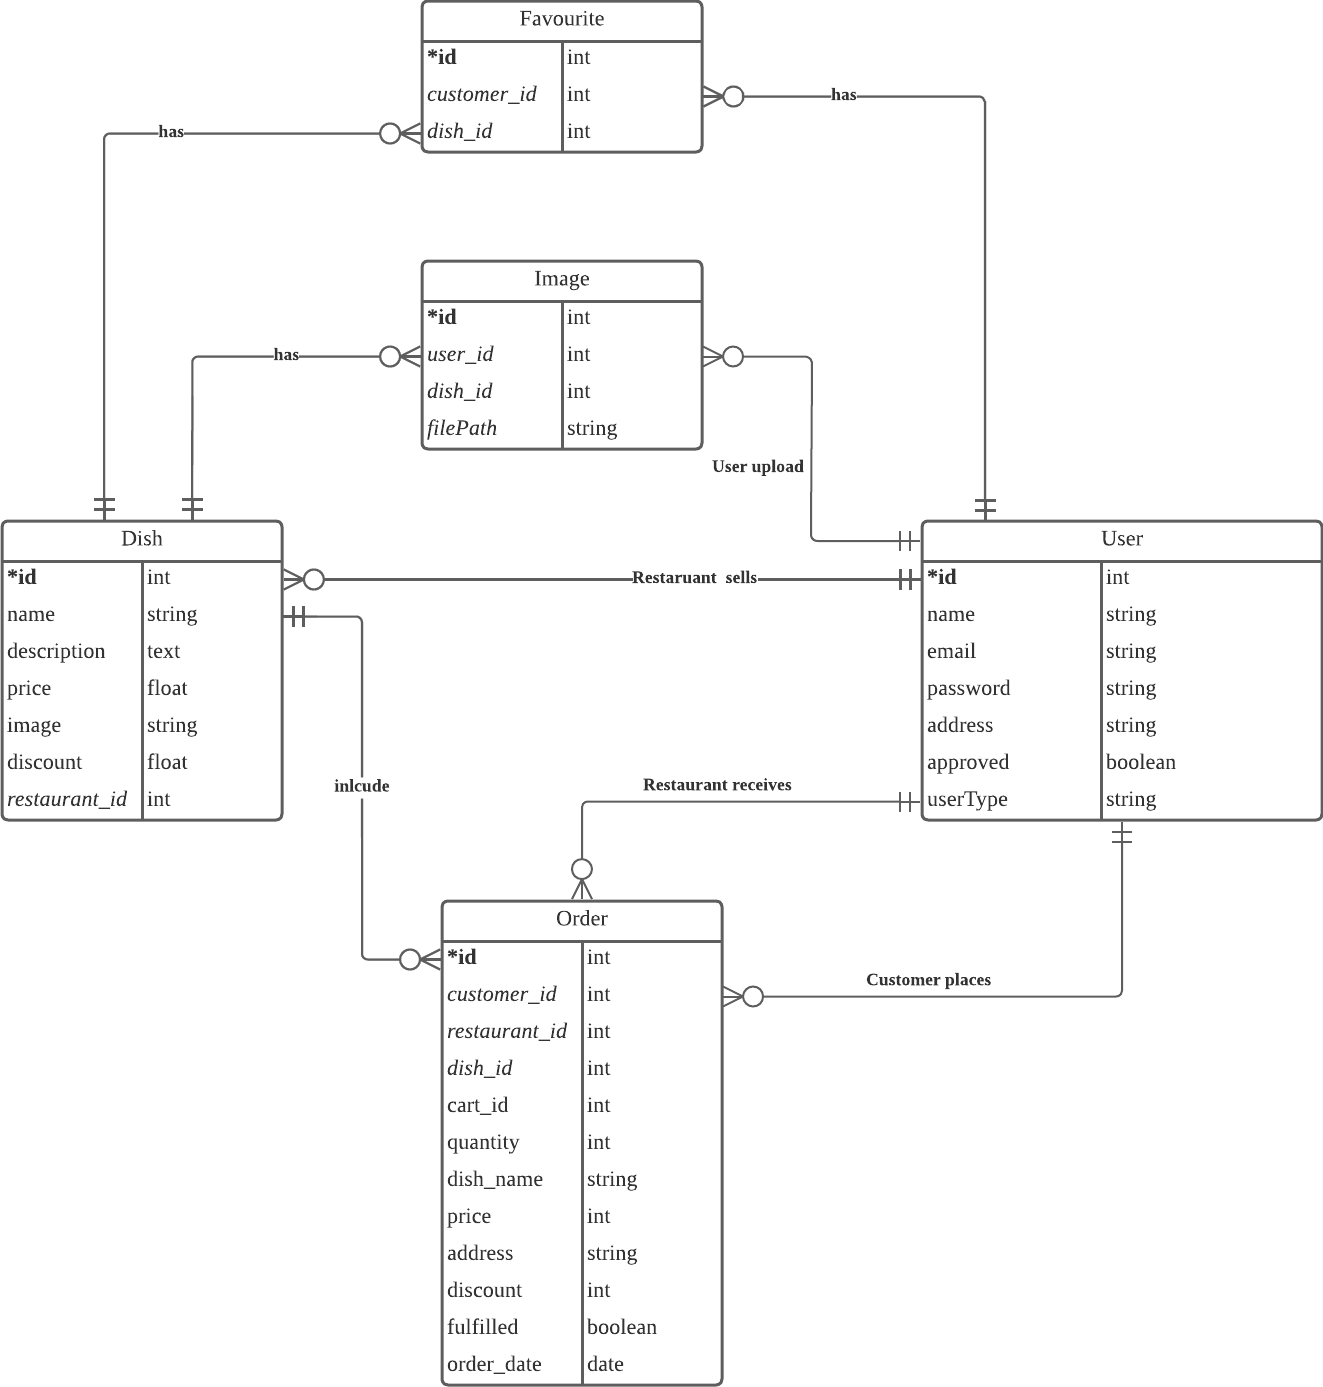 Favourite
*id int
customer_id int
dish_id int
has
has
Image
*id int
user_id int
dish_id int
filePath string
has
User upload
Dish
*id int
name string
description text
price float
image string
discount float
restaurant_id int
Restaruant sells
User
*id int
name string
email string
password string
address string
approved boolean
userType string
inlcude
Restaurant receives
Customer places
Order
*id int
customer_id int
restaurant_id int
dish_id int
cart_id int
quantity int
dish_name string
price int
address string
discount int
fulfilled boolean
order_date date